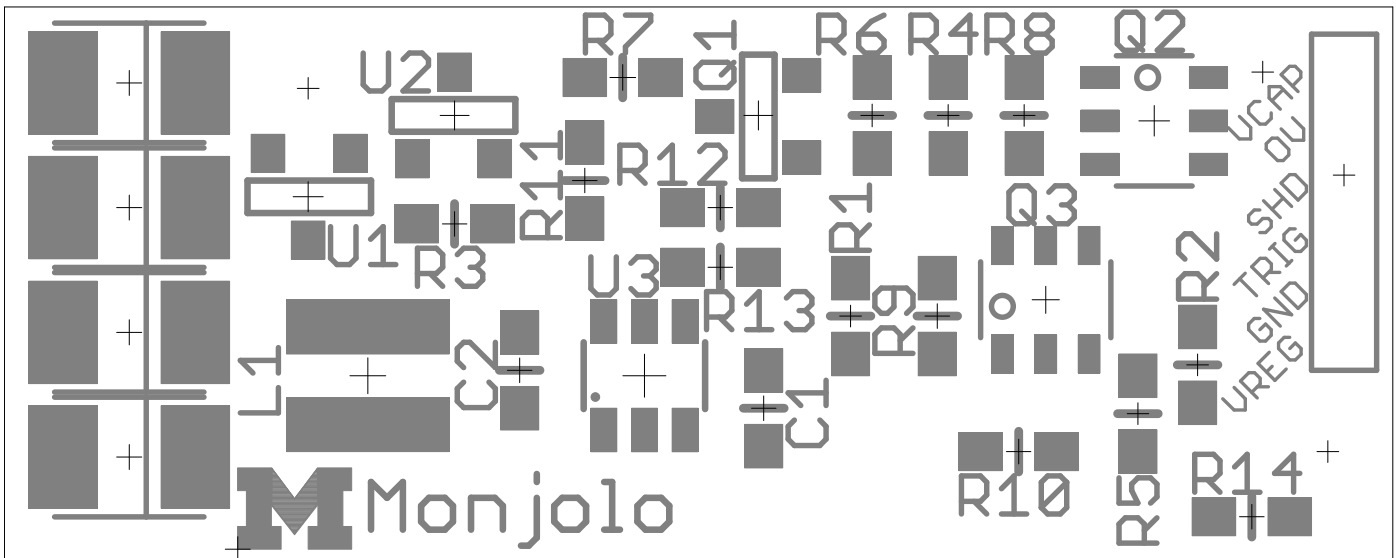 R7
Q1
R6
R4
R8
Q2
U2
VCAP
0V
R11
R12
SHD
U1
R3
U3
R1
Q3
TRIG
R2
R13
R9
GND
VREG
L1
C2
C1
R10
R5
R14
M Monjolo